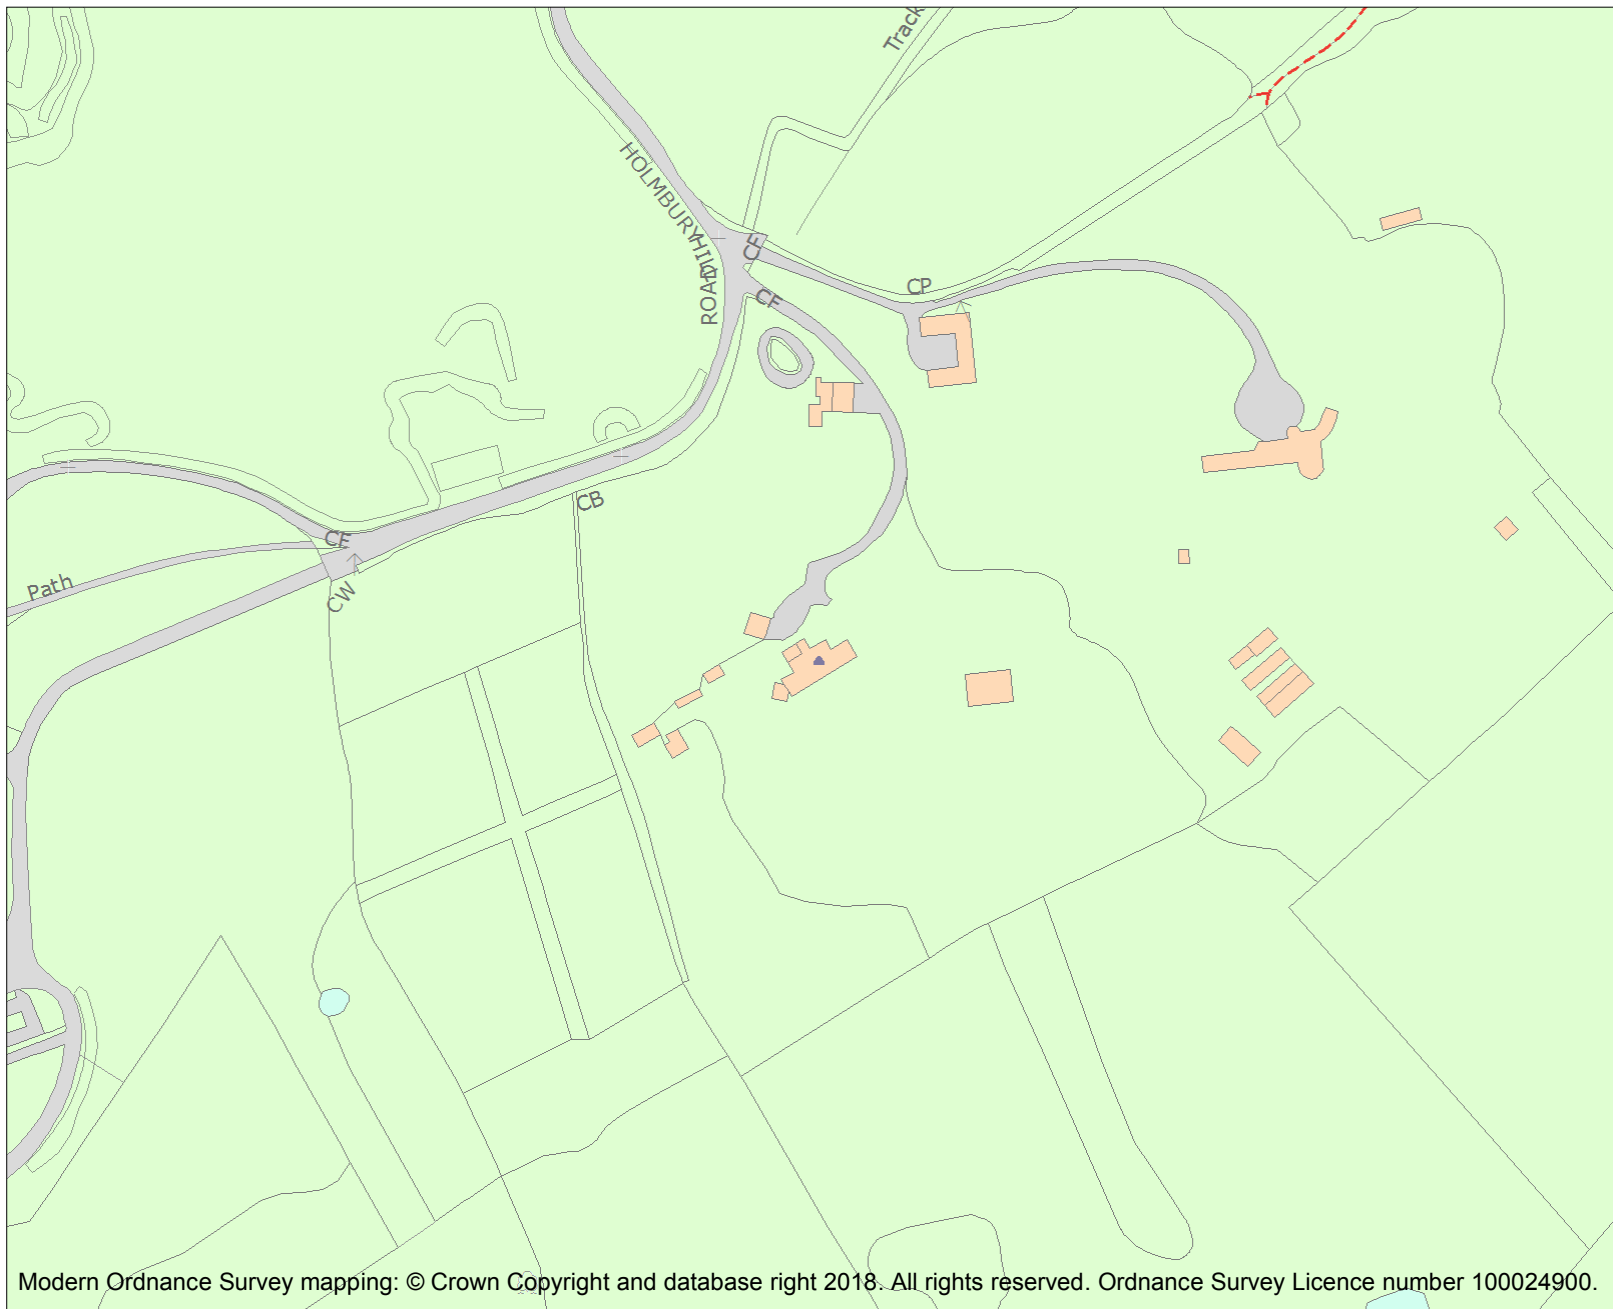 Track
HOLMBURY HILL
ROAD
CF
CP
CF
CB
CF
Path
CW
Modern Ordnance Survey mapping: © Crown Copyright and database right 2018. All rights reserved. Ordnance Survey Licence number 100024900.